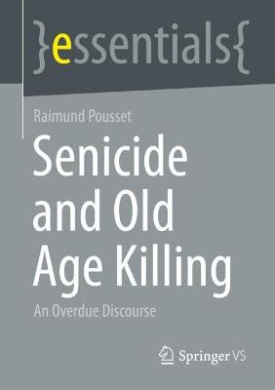 }essentials{
Raimund Pousset
Senicide
and Old
Age Killing
An Overdue Discourse
Springer VS